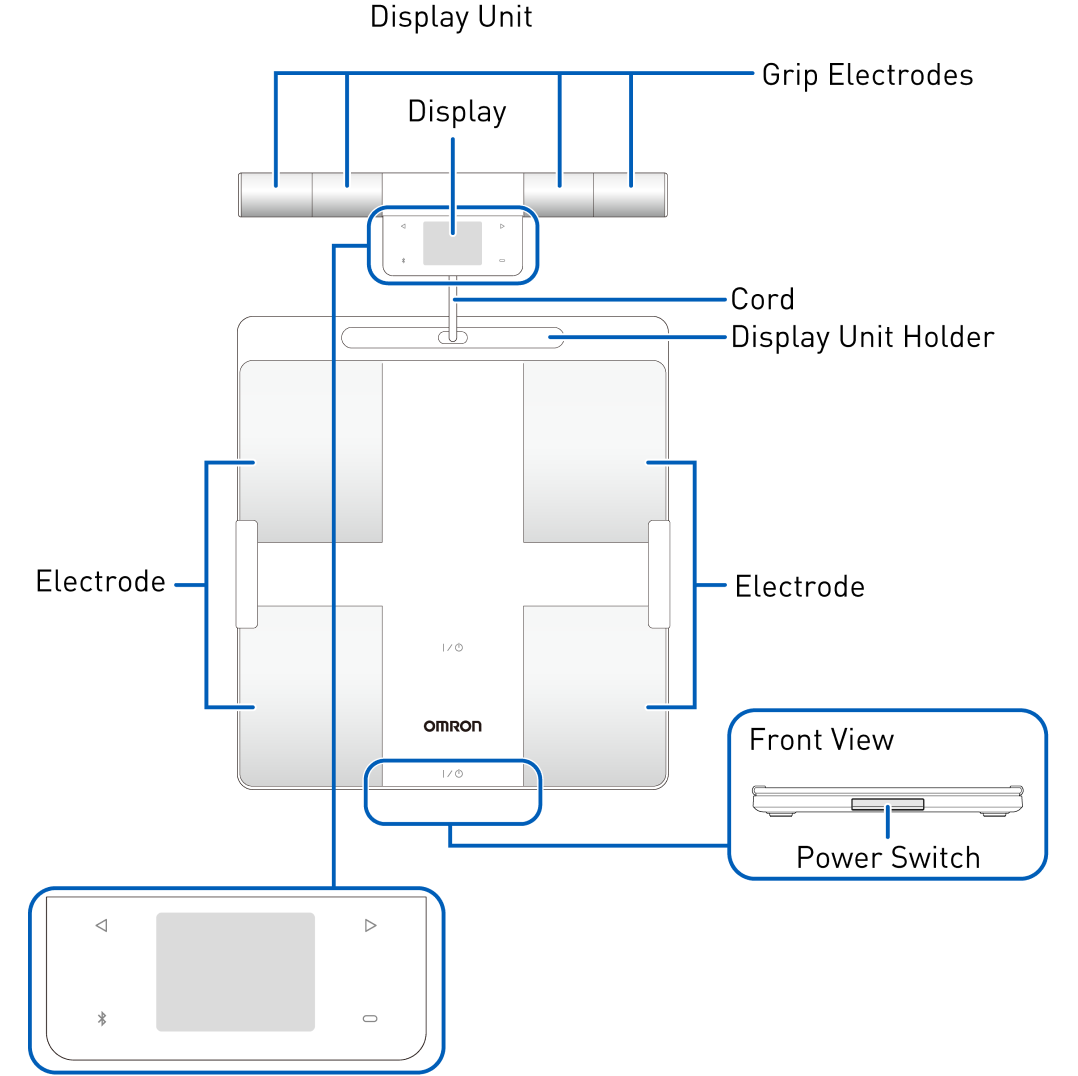 Display Unit
Grip Electrodes
Display
Cord
Display Unit Holder
Electrode
Electrode
I/⏻
OMRON
I/⏻
Front View
Power Switch